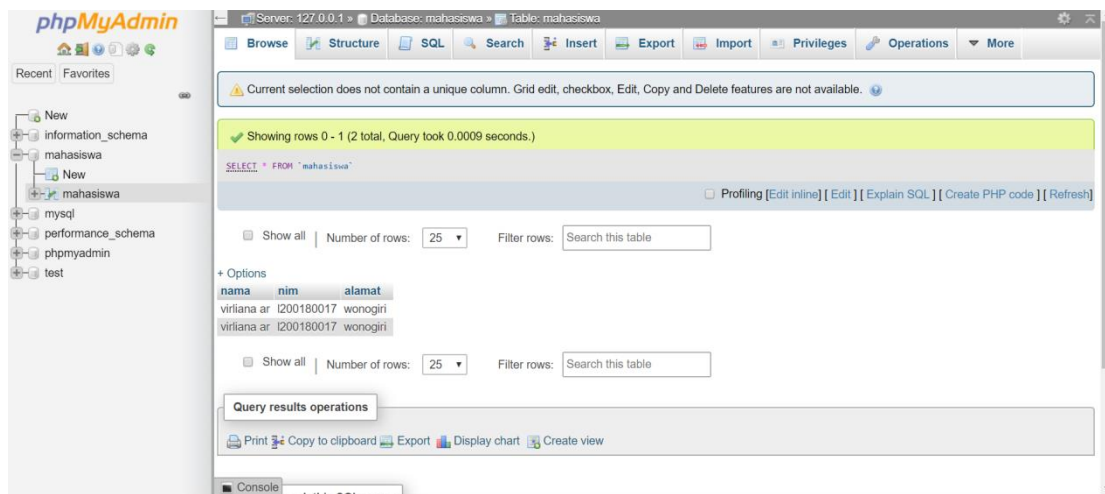 phpMyAdmin
Recent Favorites
New
information_schema
mahasiswa
New
mahasiswa
mysql
performance_schema
phpmyadmin
test
Server: 127.0.0.1 » Database: mahasiswa » Table: mahasiswa
Browse Structure SQL Search Insert Export Import Privileges Operations More
Current selection does not contain a unique column. Grid edit, checkbox, Edit, Copy and Delete features are not available.
Showing rows 0 - 1 (2 total, Query took 0.0009 seconds.)
SELECT * FROM `mahasiswa`
Profiling [Edit inline] [ Edit ] [ Explain SQL ] [ Create PHP code ] [ Refresh]
Show all | Number of rows: 25 Filter rows: Search this table
+ Options
nama nim alamat
virliana ar l200180017 wonogiri
virliana ar l200180017 wonogiri
Show all | Number of rows: 25 Filter rows: Search this table
Query results operations
Print Copy to clipboard Export Display chart Create view
Console